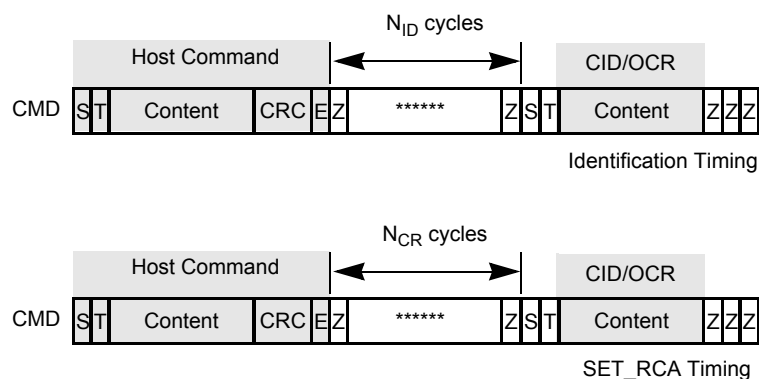 N_ID cycles
Host Command
CID/OCR
CMD S T Content CRC E Z ****** Z S T Content Z Z Z
Identification Timing
N_CR cycles
Host Command
CID/OCR
CMD S T Content CRC E Z ****** Z S T Content Z Z Z
SET_RCA Timing